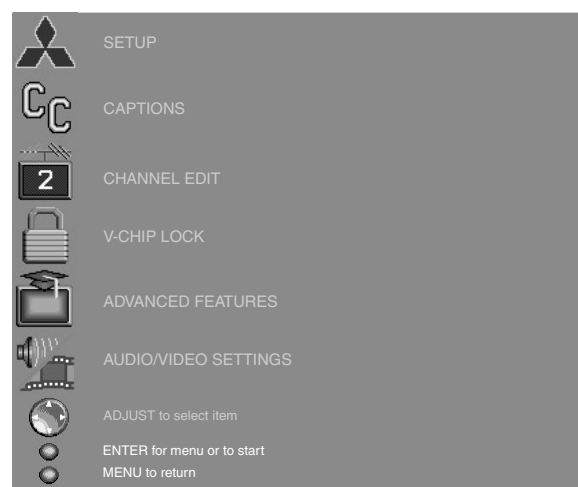 SETUP
CC
CAPTIONS
2
CHANNEL EDIT
V-CHIP LOCK
ADVANCED FEATURES
AUDIO/VIDEO SETTINGS
ADJUST to select item
ENTER for menu or to start
MENU to return